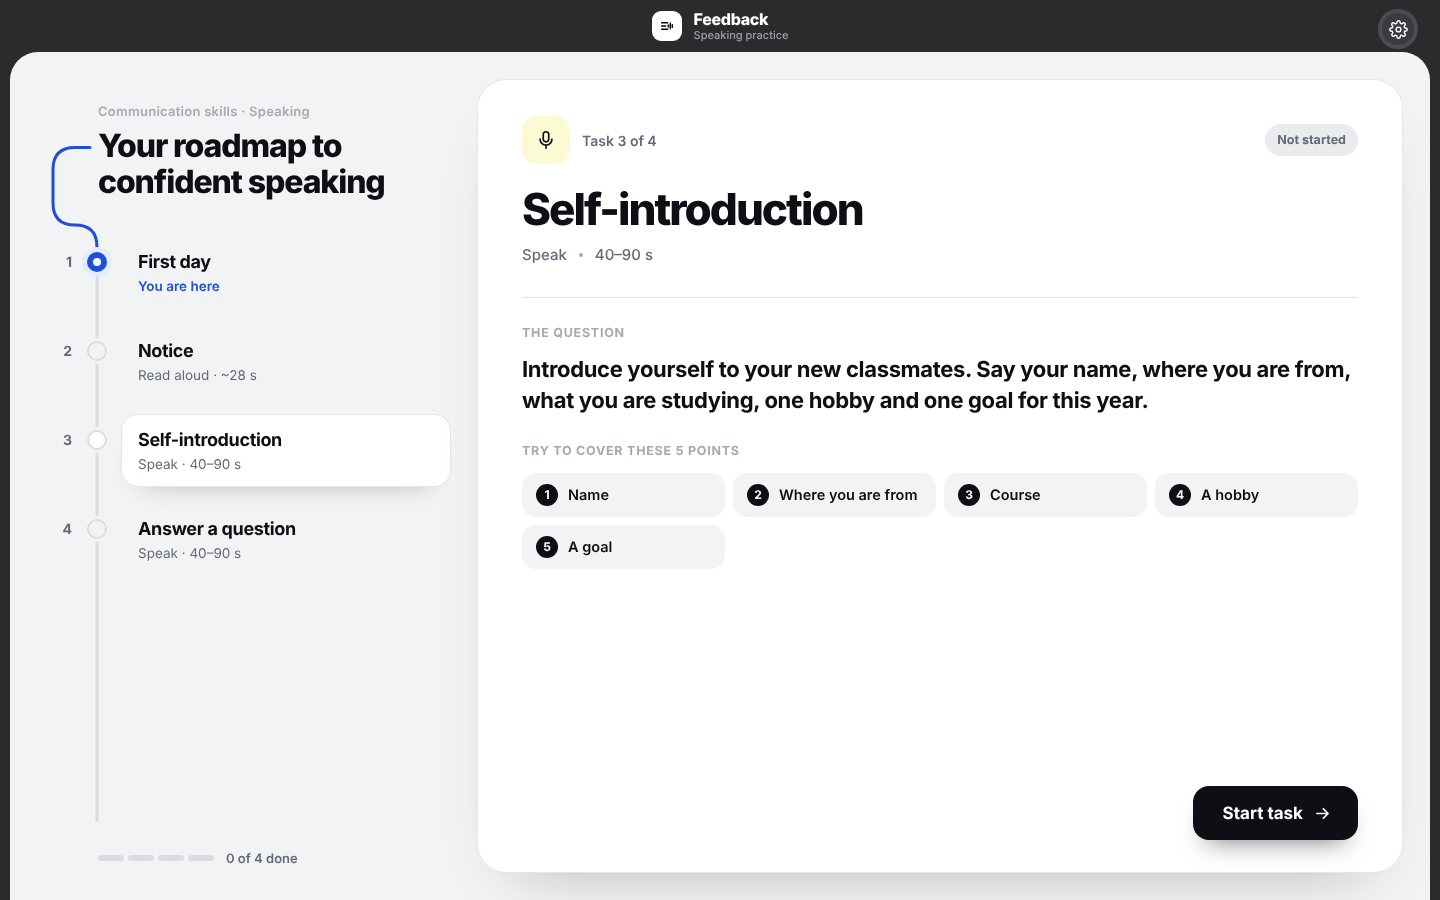 Feedback
Speaking practice
Communication skills · Speaking
Your roadmap to
confident speaking
1
First day
You are here
2
Notice
Read aloud · ~28 s
3
Self-introduction
Speak · 40–90 s
4
Answer a question
Speak · 40–90 s
0 of 4 done
Task 3 of 4
Not started
Self-introduction
Speak • 40–90 s
THE QUESTION
Introduce yourself to your new classmates. Say your name, where you are from,
what you are studying, one hobby and one goal for this year.
TRY TO COVER THESE 5 POINTS
1 Name
2 Where you are from
3 Course
4 A hobby
5 A goal
Start task →